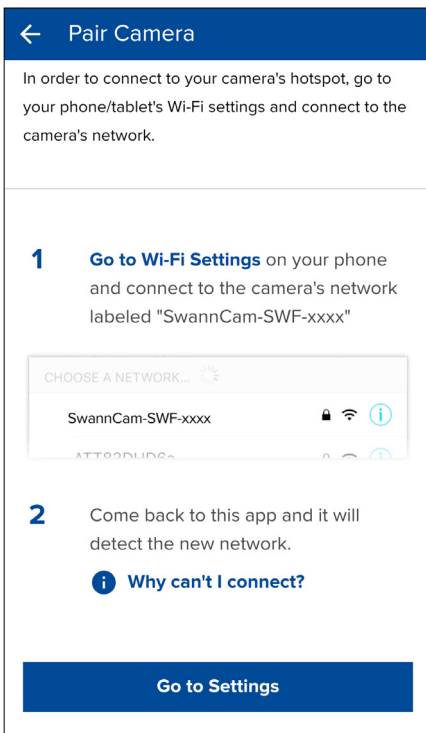 Pair Camera
In order to connect to your camera's hotspot, go to
your phone/tablet's Wi-Fi settings and connect to the
camera's network.
1 Go to Wi-Fi Settings on your phone
and connect to the camera's network
labeled "SwannCam-SWF-xxxx"
CHOOSE A NETWORK...
SwannCam-SWF-xxxx
2 Come back to this app and it will
detect the new network.
Why can't I connect?
Go to Settings